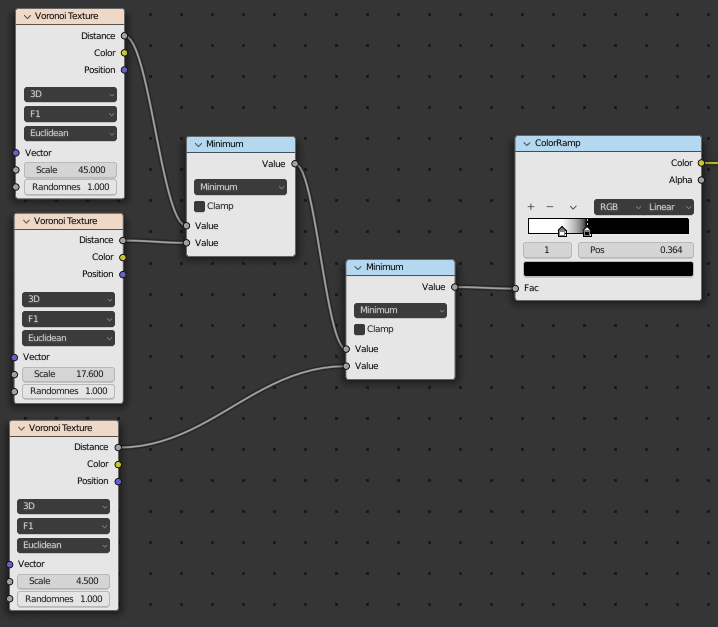 Voronoi Texture
Distance
Color
Position
3D
F1
Euclidean
Vector
Scale 45.000
Randomnes 1.000
Voronoi Texture
Distance
Color
Position
3D
F1
Euclidean
Vector
Scale 17.600
Randomnes 1.000
Voronoi Texture
Distance
Color
Position
3D
F1
Euclidean
Vector
Scale 4.500
Randomnes 1.000
Minimum
Value
Minimum
Clamp
Value
Value
Minimum
Value
Minimum
Clamp
Value
Value
ColorRamp
Color
Alpha
+ − RGB Linear
1 Pos 0.364
Fac